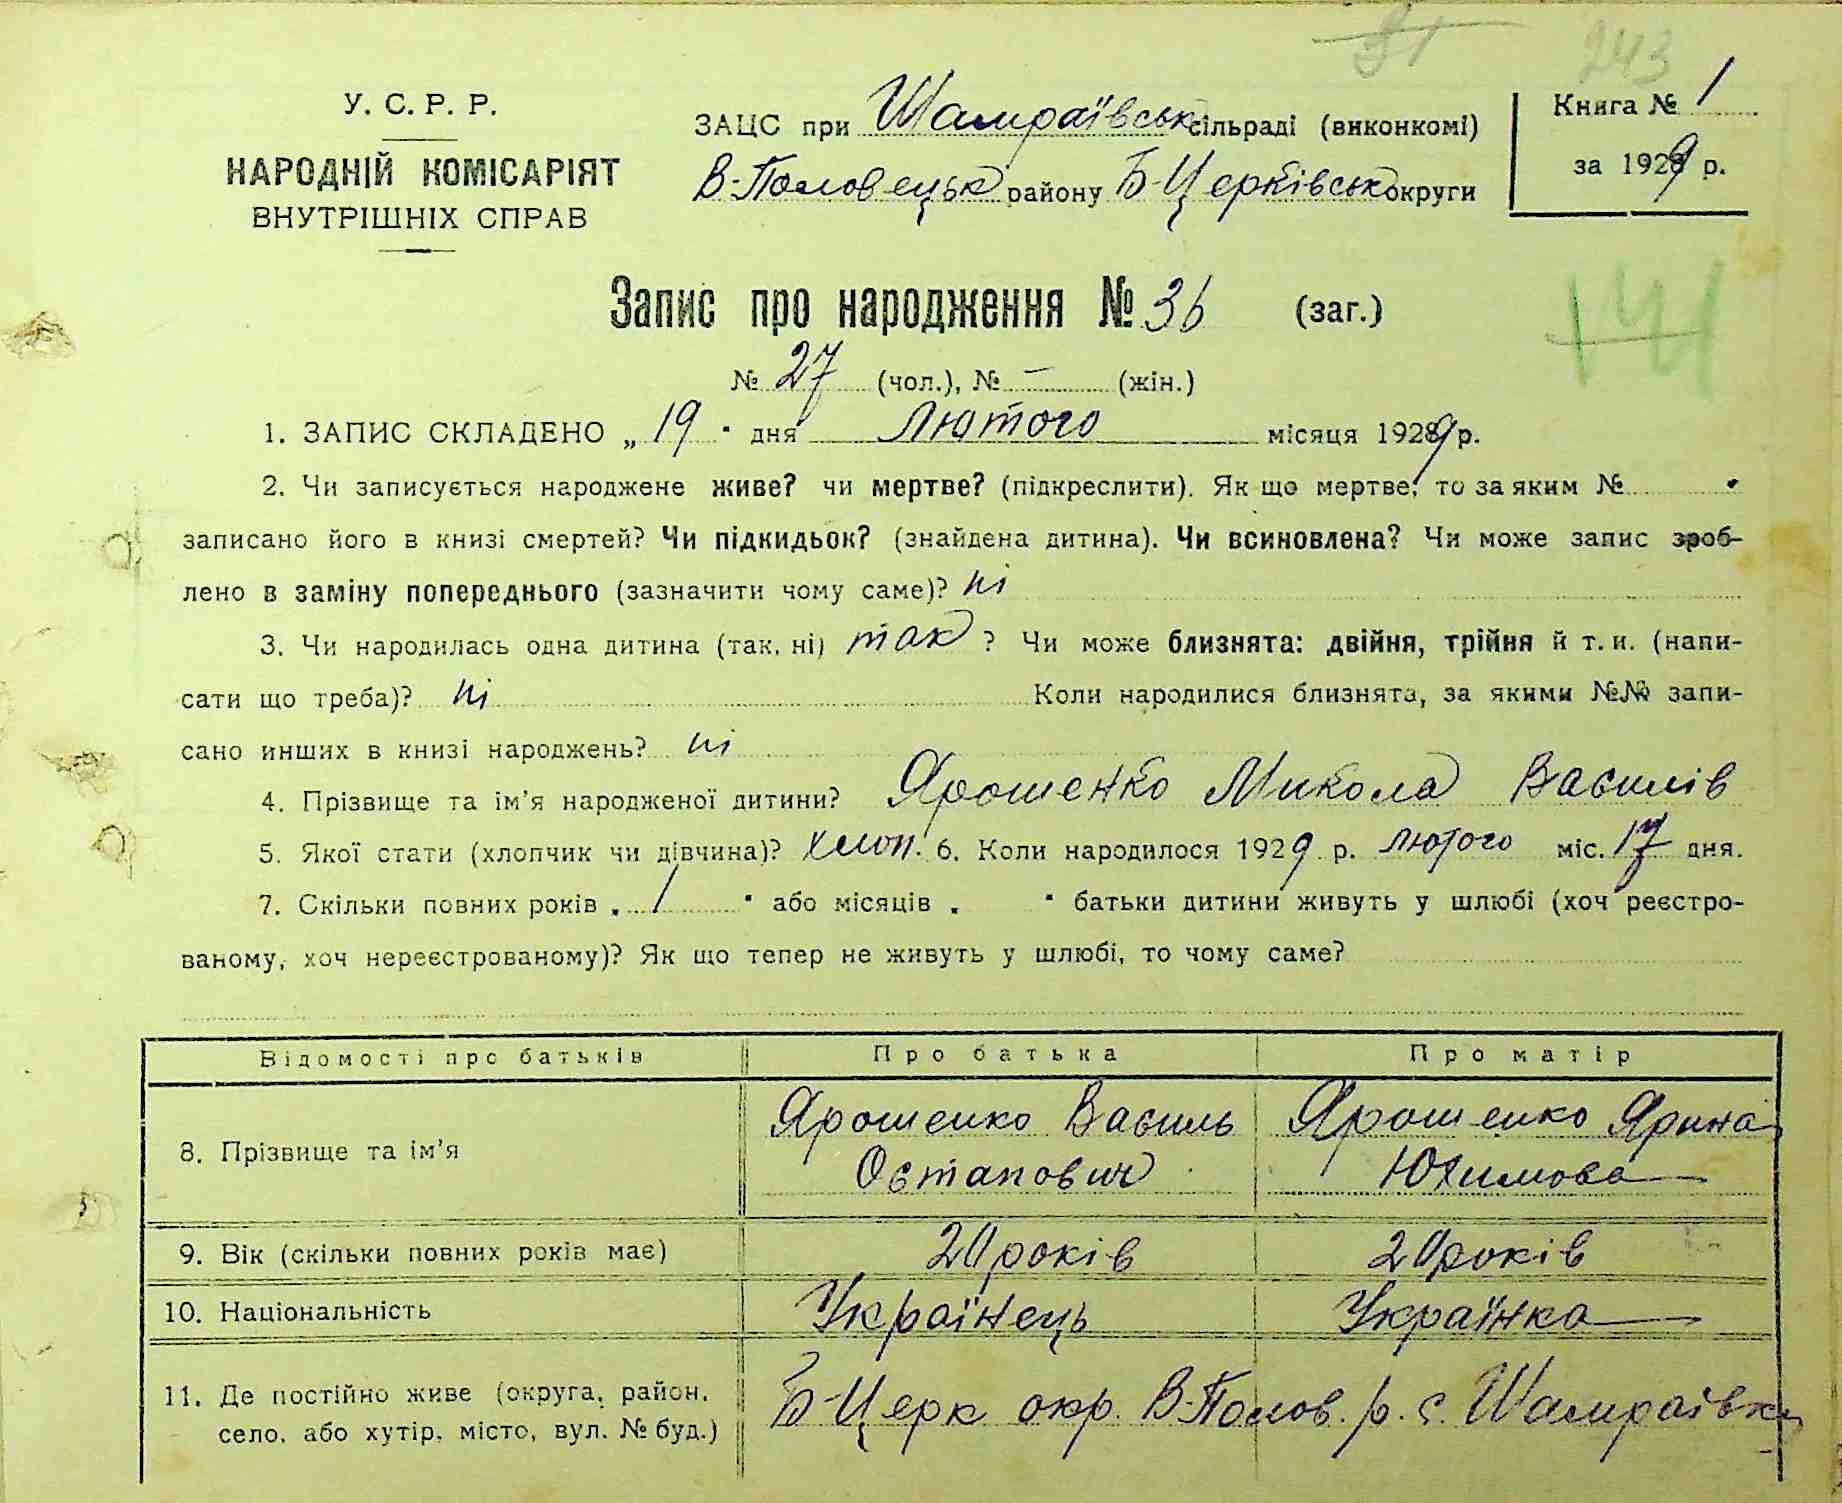 31 243
У. С. Р. Р.
НАРОДНІЙ КОМІСАРІЯТ
ВНУТРІШНІХ СПРАВ
ЗАЦС при Шамраївськ сільраді (виконкомі)
В-Половецьк району Б-Церківськ округи
Книга № 1
за 1929 р.
Запис про народження № 36 (заг.)
141
№ 27 (чол.), № – (жін.)
1. ЗАПИС СКЛАДЕНО „ 19 " дня лютого місяця 1929 р.
2. Чи записується народжене живе? чи мертве? (підкреслити). Як що мертве, то за яким №
записано його в книзі смертей? Чи підкидьок? (знайдена дитина). Чи всиновлена? Чи може запис зроб-
лено в заміну попереднього (зазначити чому саме)? ні
3. Чи народилась одна дитина (так, ні) так ? Чи може близнята: двійня, трійня й т. и. (напи-
сати що треба)? ні Коли народилися близнята, за якими №№ запи-
сано инших в книзі народжень? ні
4. Прізвище та ім'я народженої дитини? Ярошенко Микола Василів
5. Якої стати (хлопчик чи дівчина)? хлоп. 6. Коли народилося 1929 р. лютого міс. 17 дня.
7. Скільки повних років „ 1 " або місяців „ " батьки дитини живуть у шлюбі (хоч реєстро-
ваному, хоч нереєстрованому)? Як що тепер не живуть у шлюбі, то чому саме?
Відомості про батьків Про батька Про матір
8. Прізвище та ім'я
Ярошенко Василь
Остапович
Ярошенко Ярина
Юхимова
9. Вік (скільки повних років має) 20 років 20 років
10. Національність Українець Українка
11. Де постійно живе (округа, район,
село, або хутір, місто, вул. № буд.)
Б-Церк окр. В-Полов. р. с. Шамраївка